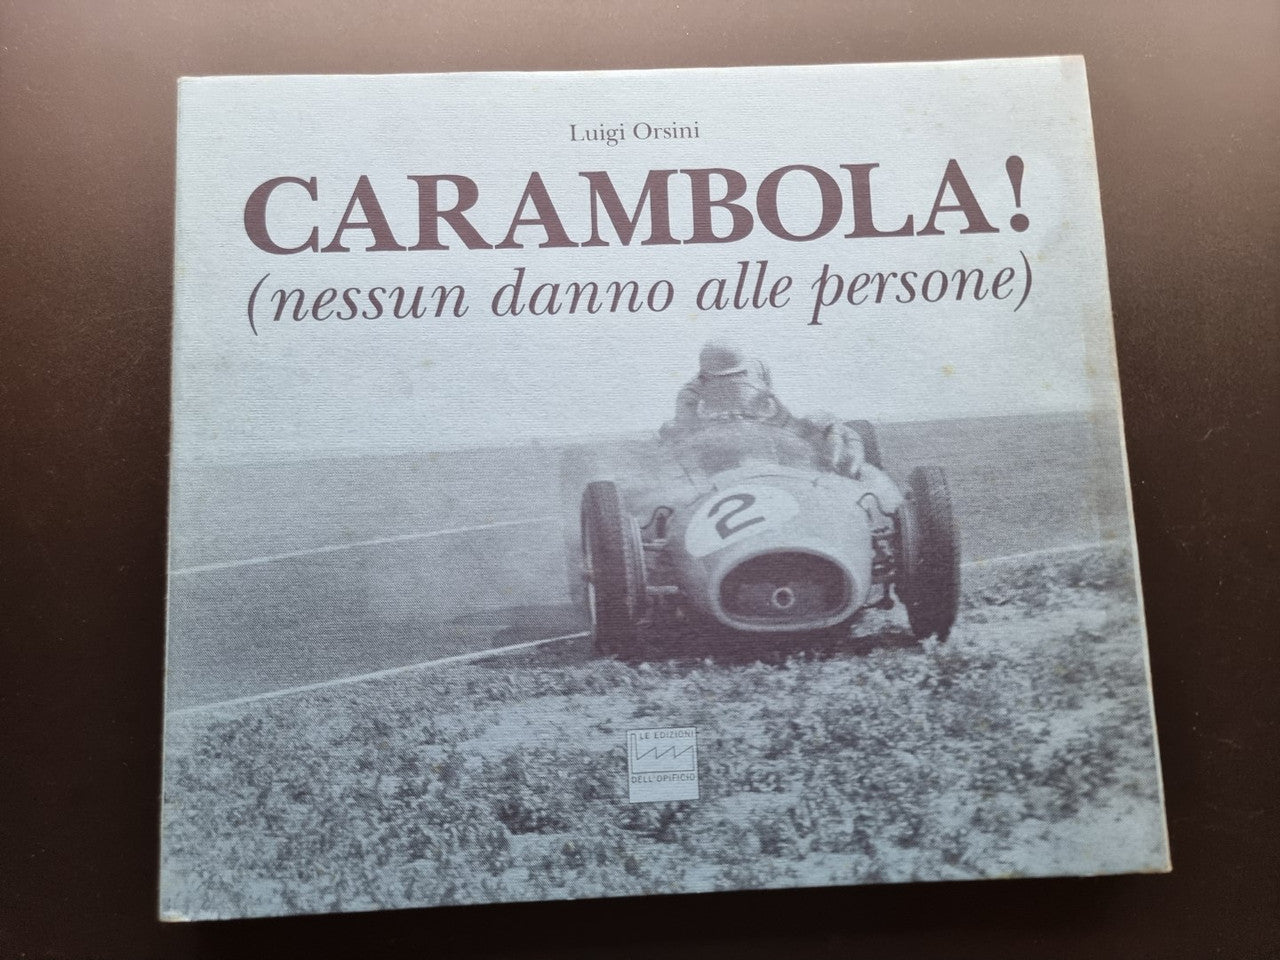 Luigi Orsini
CARAMBOLA!
(nessun danno alle persone)
2
LE EDIZIONI
DELL'OPIFICIO